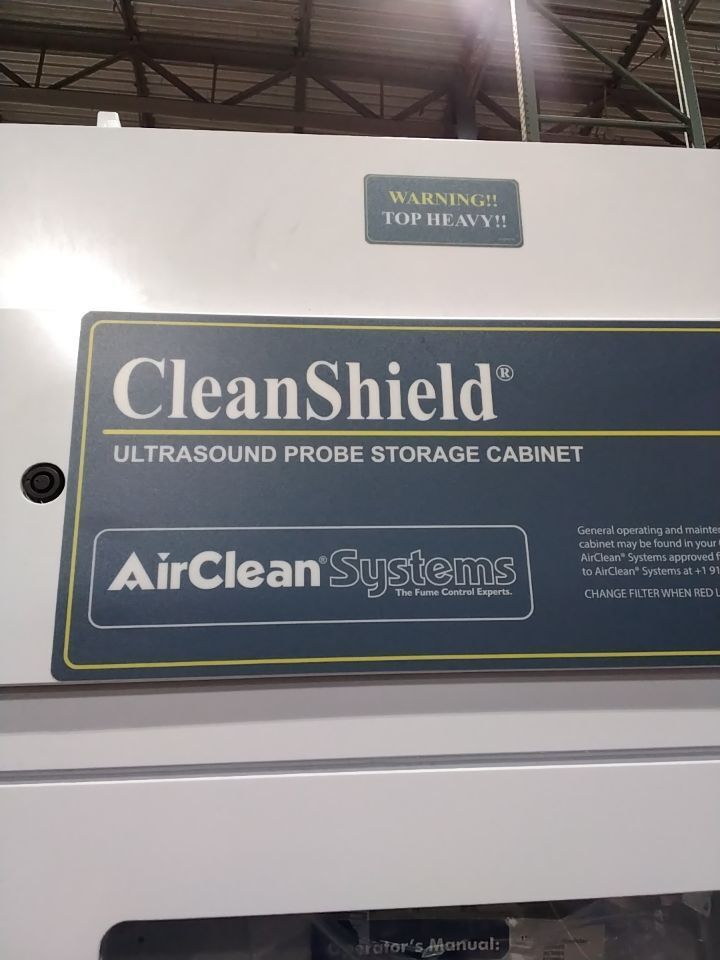 WARNING!!
TOP HEAVY!!
CleanShield®
ULTRASOUND PROBE STORAGE CABINET
AirClean® Systems
The Fume Control Experts.
General operating and
cabinet may be found in your
AirClean® Systems approved
to AirClean® Systems at +1 91
CHANGE FILTER WHEN RED
Operator's Manual: